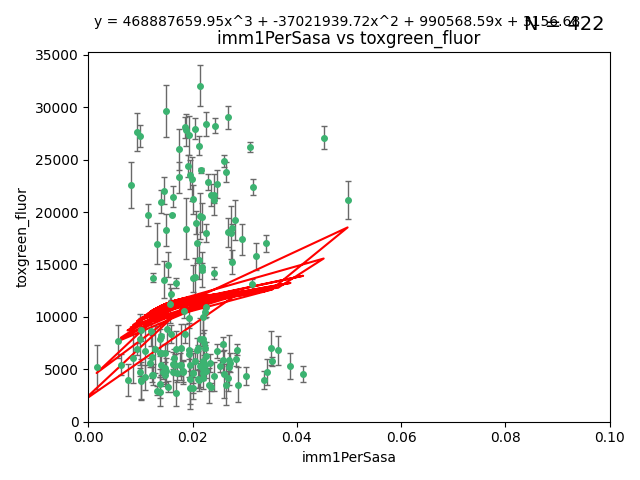 y = 468887659.95x^3 + -37021939.72x^2 + 990568.59x + 3156.68
N = 422
imm1PerSasa vs toxgreen_fluor
35000
30000
25000
20000
15000
10000
5000
0
toxgreen_fluor
0.00 0.02 0.04 0.06 0.08 0.10
imm1PerSasa